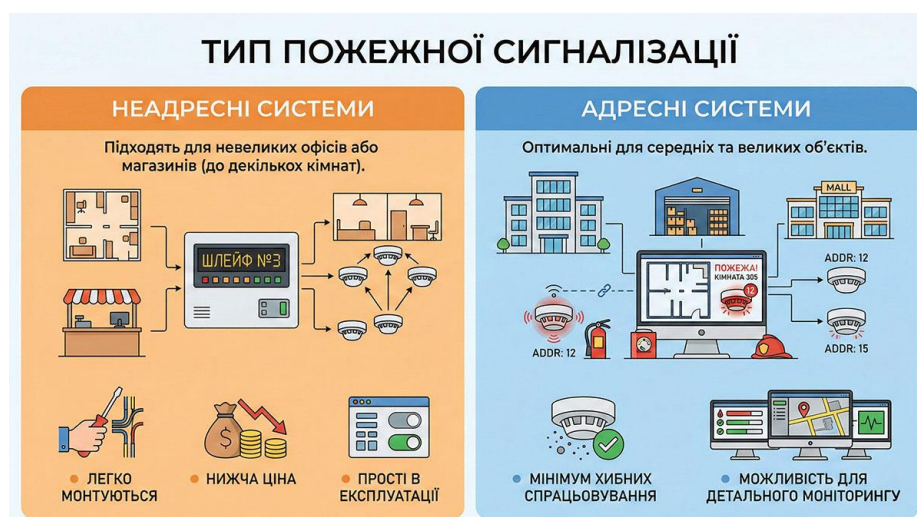 ТИП ПОЖЕЖНОЇ СИГНАЛІЗАЦІЇ
НЕАДРЕСНІ СИСТЕМИ
Підходять для невеликих офісів або
магазинів (до декількох кімнат).
ШЛЕЙФ №3
ЛЕГКО
МОНТУЮТЬСЯ
НИЖЧА ЦІНА
ПРОСТІ В
ЕКСПЛУАТАЦІЇ
АДРЕСНІ СИСТЕМИ
Оптимальні для середніх та великих об'єктів.
MALL
ПОЖЕЖА!
КІМНАТА 305
12
ADDR: 12
ADDR: 12
ADDR: 15
МІНІМУМ ХИБНИХ
СПРАЦЬОВУВАННЯ
МОЖЛИВІСТЬ ДЛЯ
ДЕТАЛЬНОГО МОНІТОРИНГУ